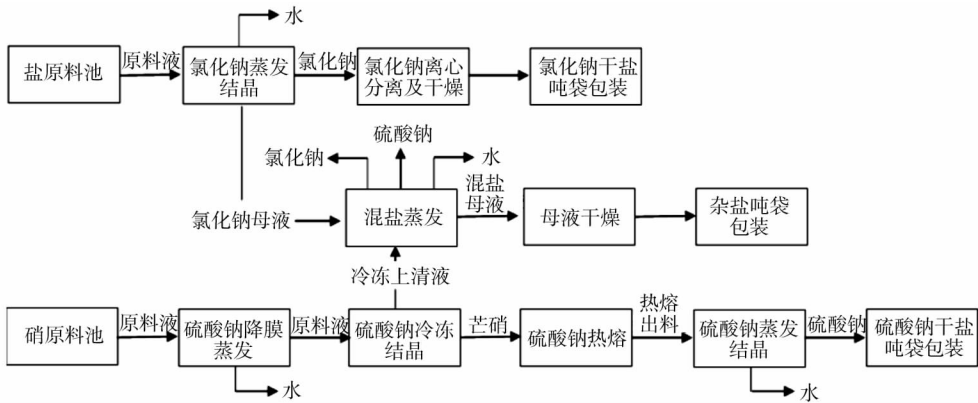 水
盐原料池
原料液
氯化钠蒸发
结晶
氯化钠
氯化钠离心
分离及干燥
氯化钠干盐
吨袋包装
硫酸钠
氯化钠
水
氯化钠母液
混盐蒸发
混盐
母液
母液干燥
杂盐吨袋
包装
冷冻上清液
硝原料池
原料液
硫酸钠降膜
蒸发
原料液
硫酸钠冷冻
结晶
芒硝
硫酸钠热熔
热熔
出料
硫酸钠蒸发
结晶
硫酸钠
硫酸钠干盐
吨袋包装
水
水